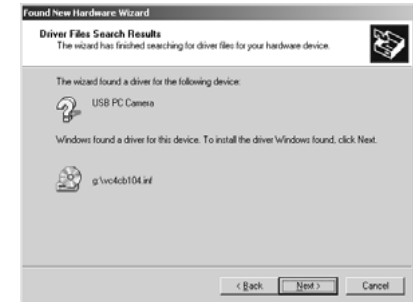 Found New Hardware Wizard
Driver Files Search Results
The wizard has finished searching for driver files for your hardware device.
The wizard found a driver for the following device:
USB PC Camera
Windows found a driver for this device. To install the driver Windows found, click Next.
g:\vc4cb104.inf
< Back
Next >
Cancel